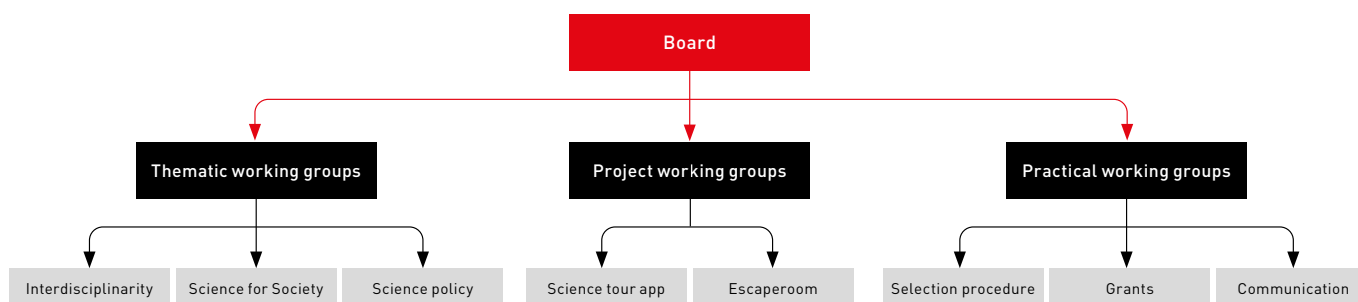 Board
Thematic working groups
Project working groups
Practical working groups
Interdisciplinarity
Science for Society
Science policy
Science tour app
Escaperoom
Selection procedure
Grants
Communication